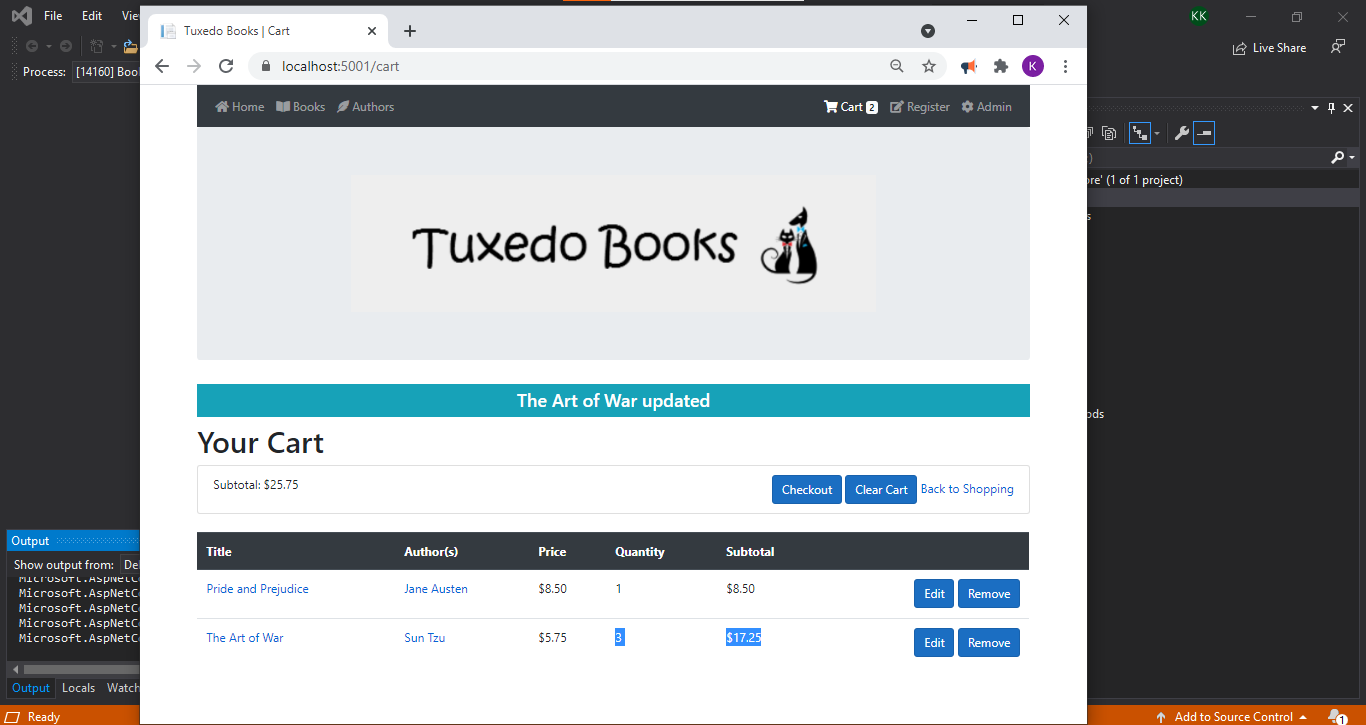 File Edit Vie
KK
Live Share
Process: [14160] Boo
Tuxedo Books | Cart
localhost:5001/cart
K
Home Books Authors Cart 2 Register Admin
Tuxedo Books
ore' (1 of 1 project)
s
ods
The Art of War updated
Your Cart
Subtotal: $25.75 Checkout Clear Cart Back to Shopping
Title Author(s) Price Quantity Subtotal
Pride and Prejudice Jane Austen $8.50 1 $8.50 Edit Remove
The Art of War Sun Tzu $5.75 3 $17.25 Edit Remove
Output
Show output from: De
Microsoft.AspNetC
Microsoft.AspNetC
Microsoft.AspNetC
Microsoft.AspNetC
Microsoft.AspNetC
Output Locals Watch
Ready Add to Source Control 1